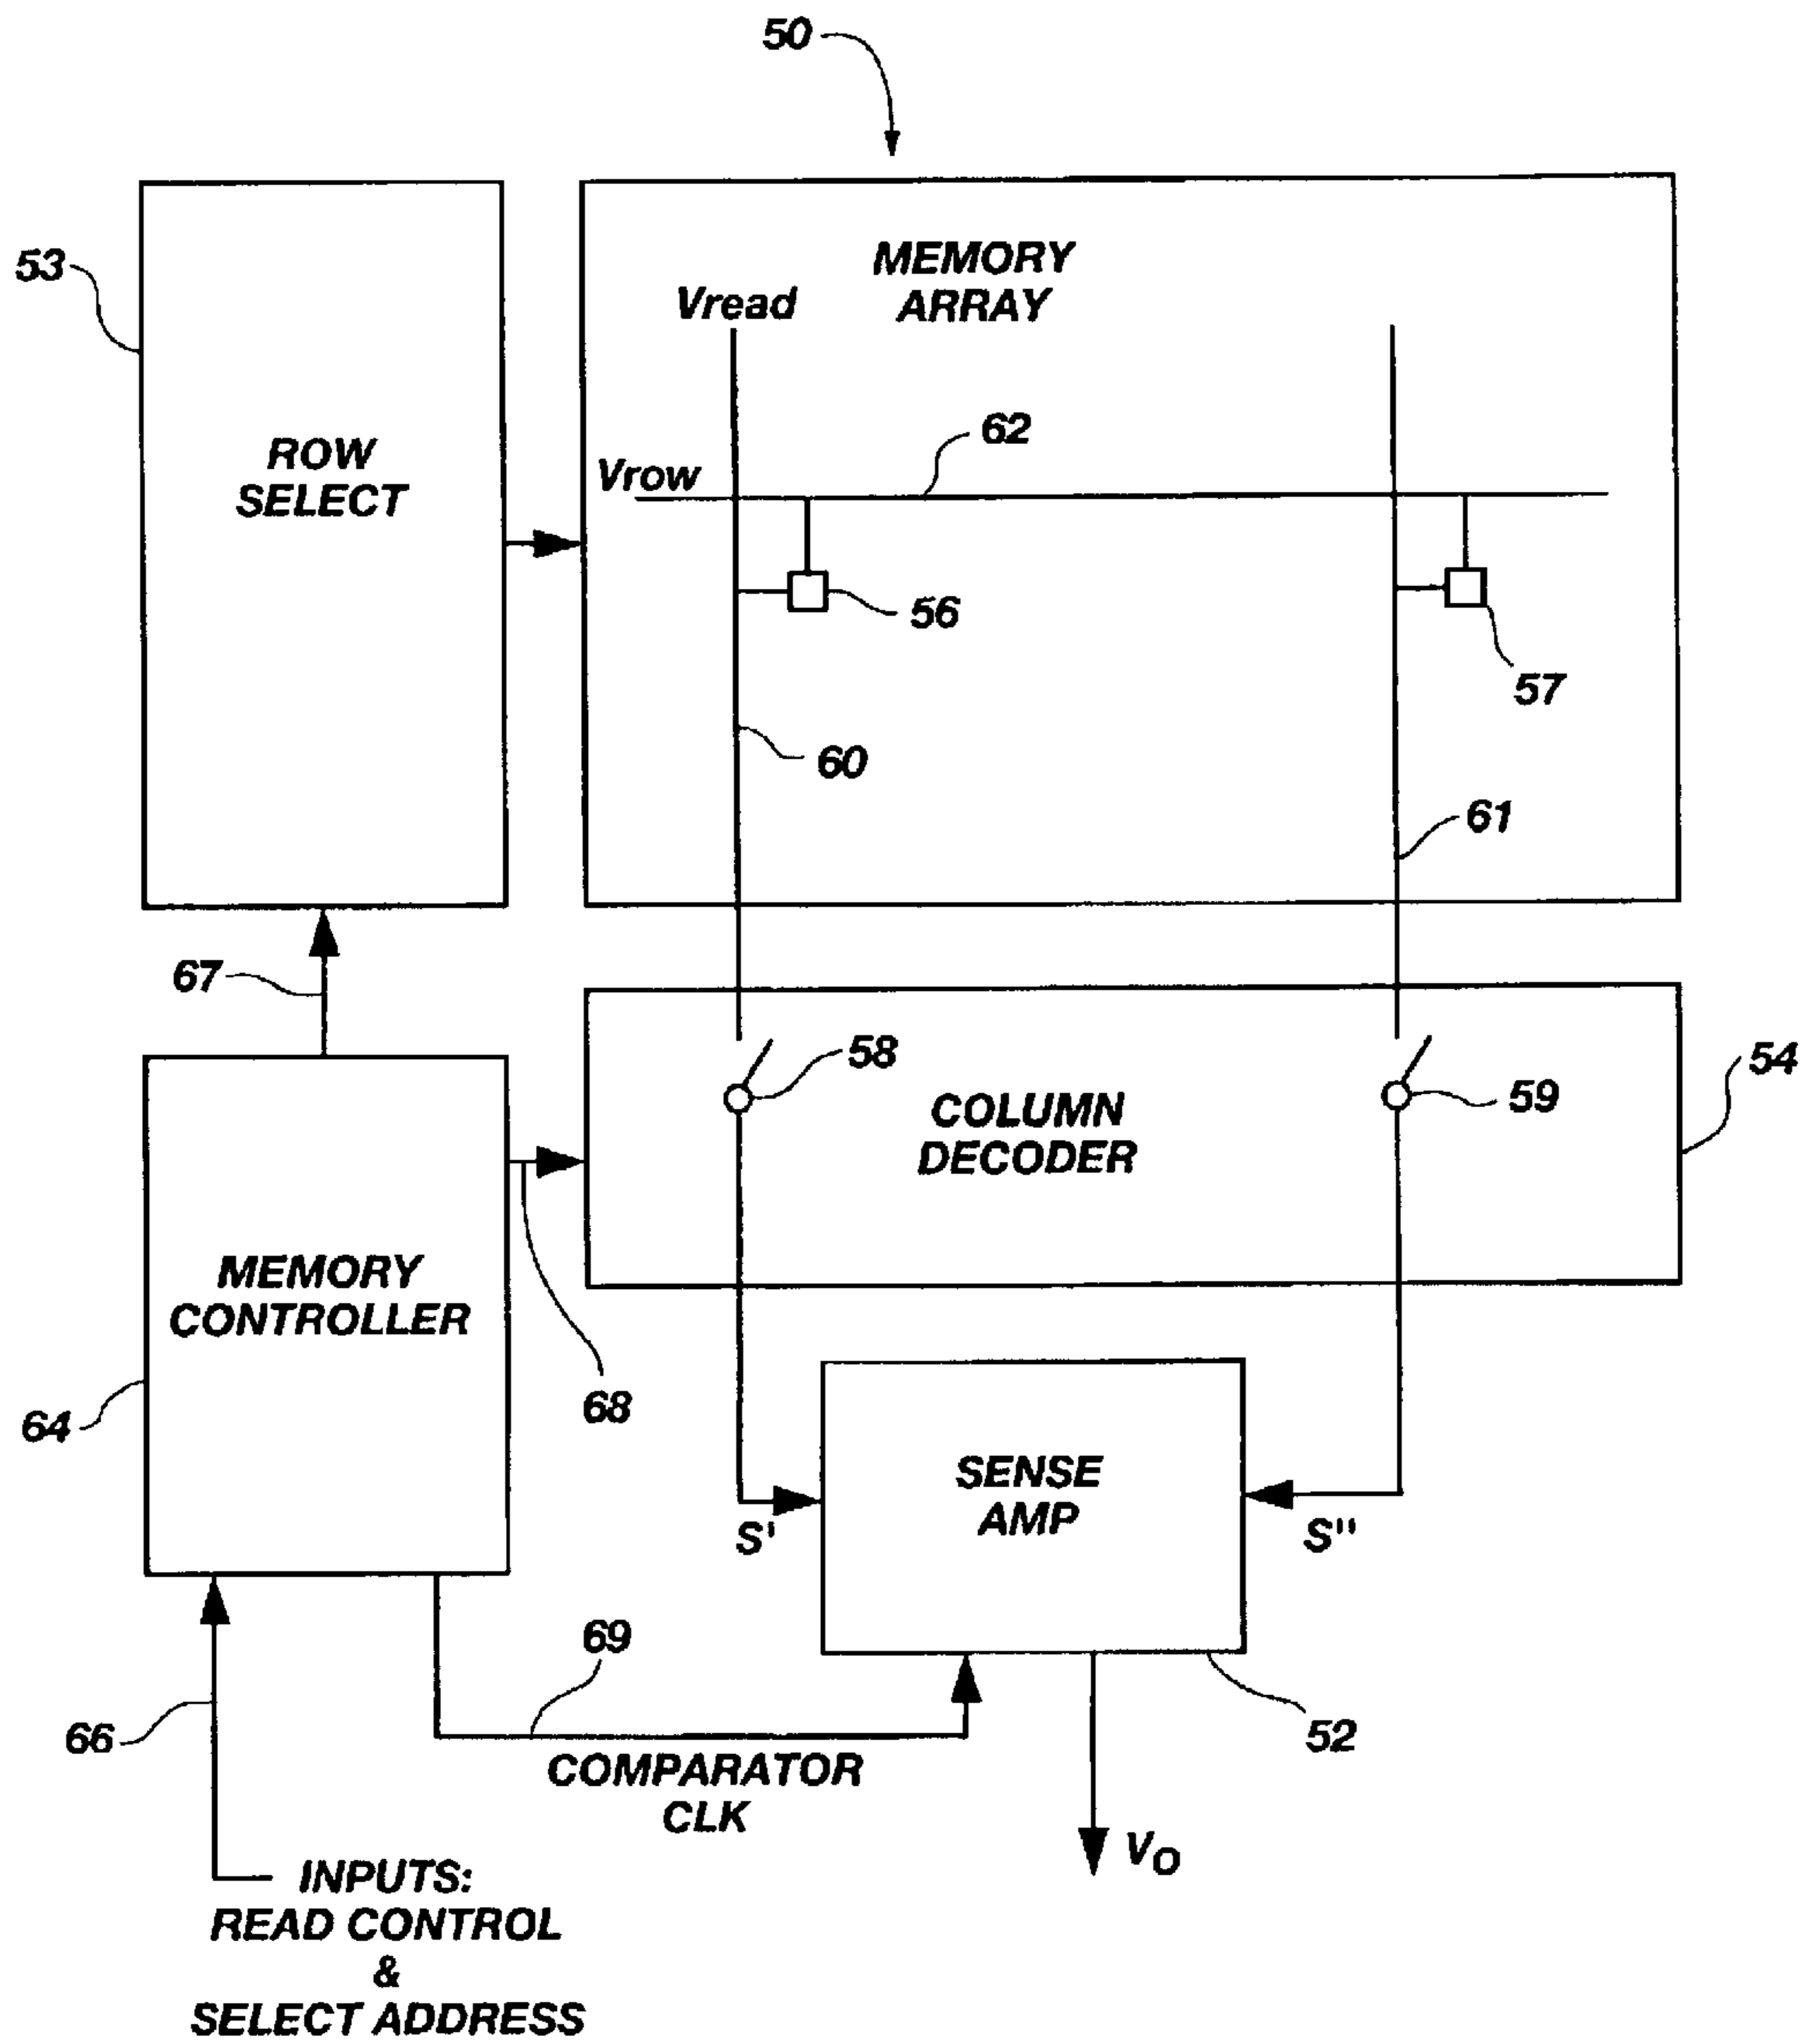 50
53
MEMORY
ARRAY
Vread
ROW
SELECT
Vrow
62
56
57
60
61
67
58
59
54
COLUMN
DECODER
MEMORY
CONTROLLER
64
68
SENSE
AMP
S'
S"
69
66
52
COMPARATOR
CLK
VO
INPUTS:
READ CONTROL
&
SELECT ADDRESS